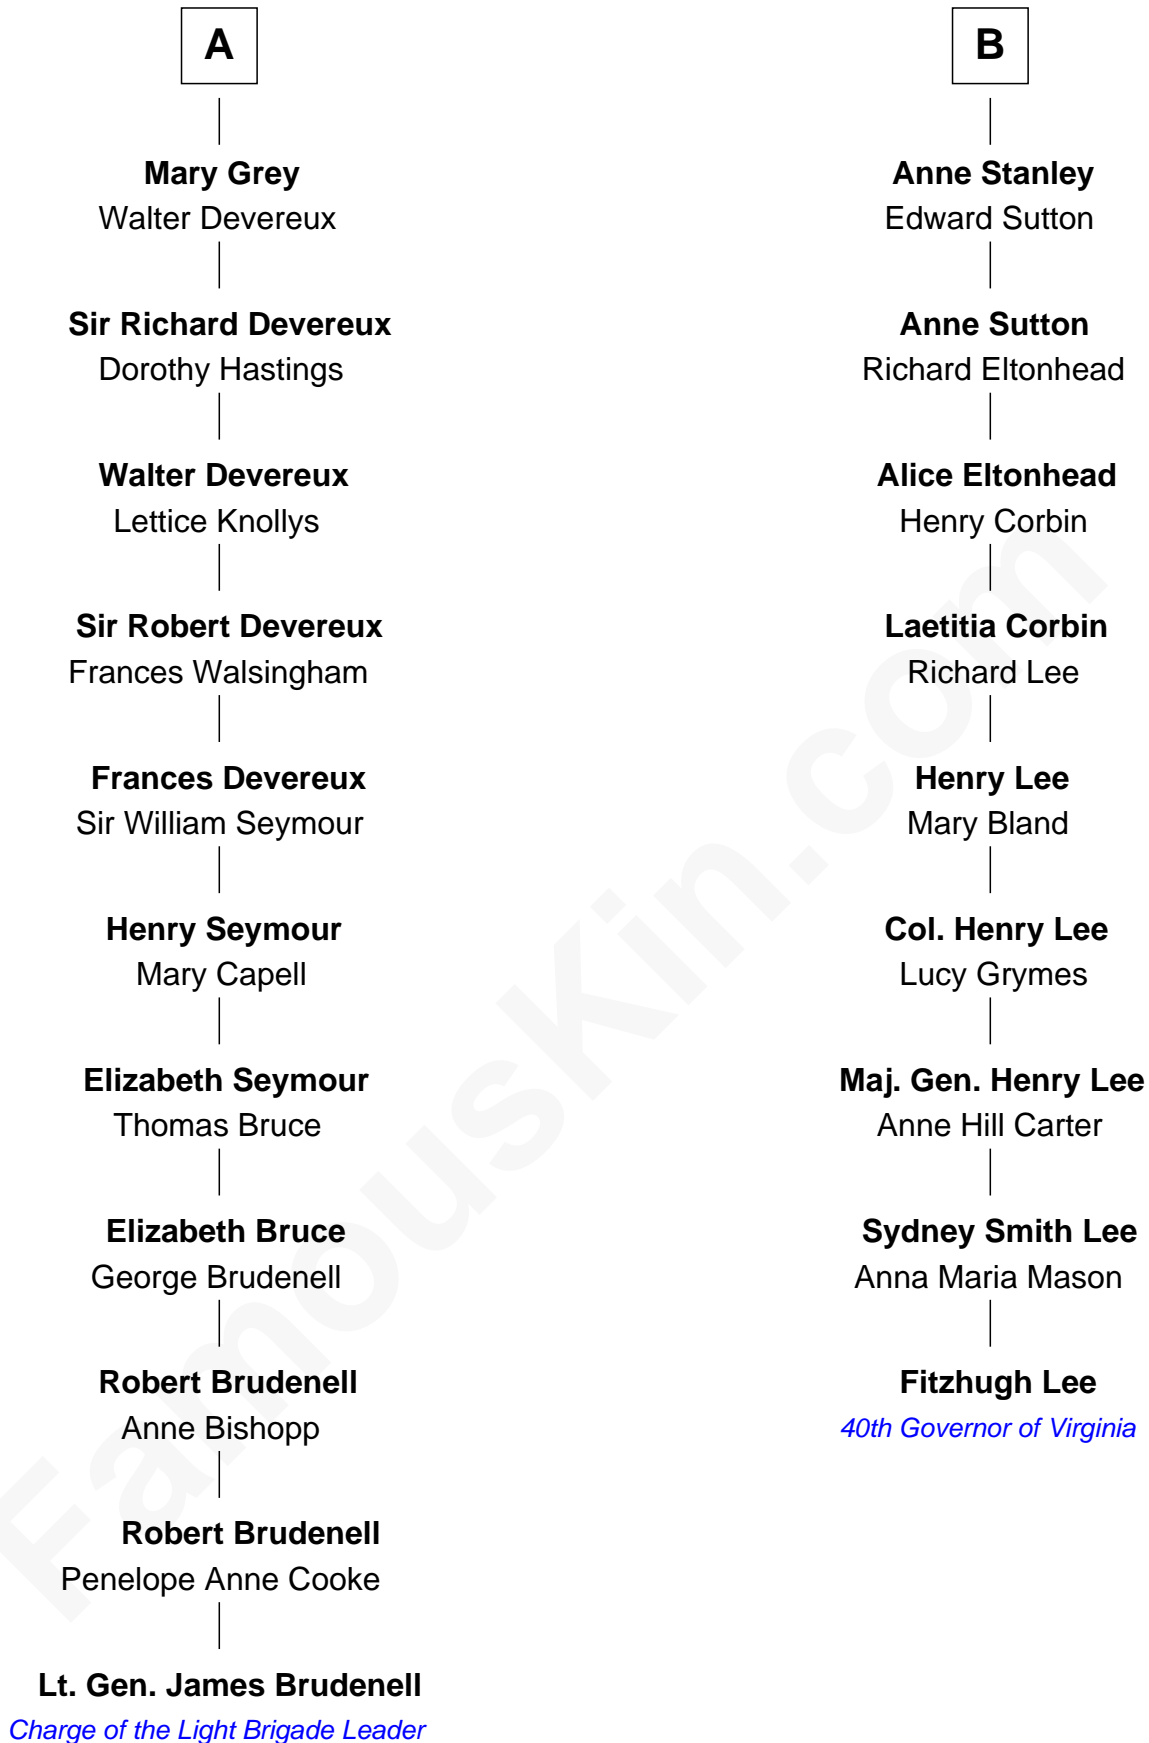 A
Mary Grey
Walter Devereux
Sir Richard Devereux
Dorothy Hastings
Walter Devereux
Lettice Knollys
Sir Robert Devereux
Frances Walsingham
Frances Devereux
Sir William Seymour
Henry Seymour
Mary Capell
Elizabeth Seymour
Thomas Bruce
Elizabeth Bruce
George Brudenell
Robert Brudenell
Anne Bishopp
Robert Brudenell
Penelope Anne Cooke
Lt. Gen. James Brudenell
Charge of the Light Brigade Leader
B
Anne Stanley
Edward Sutton
Anne Sutton
Richard Eltonhead
Alice Eltonhead
Henry Corbin
Laetitia Corbin
Richard Lee
Henry Lee
Mary Bland
Col. Henry Lee
Lucy Grymes
Maj. Gen. Henry Lee
Anne Hill Carter
Sydney Smith Lee
Anna Maria Mason
Fitzhugh Lee
40th Governor of Virginia
FamousKin.com